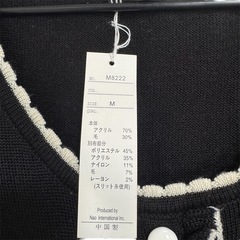 NO. M8222
SIZE M
本体
アクリル 70%
毛 30%
別布部分
ポリエステル 45%
アクリル 35%
ナイロン 11%
毛 7%
レーヨン 2%
(スリット糸使用)
Produced by
Nao International Inc.
中国製